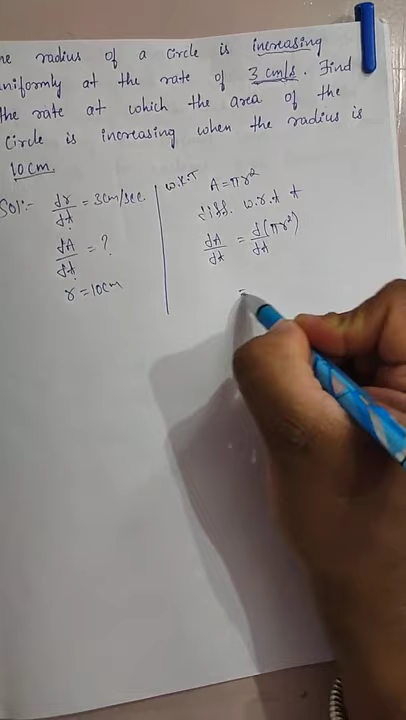 he radius of a circle is increasing
uniformly at the rate of 3 cm/s. Find
the rate at which the area of the
Circle is increasing when the radius is
10 cm.
Sol:- dr/dt = 3cm/sec.
dA/dt = ?
r = 10cm
W.K.T A = πr²
diff. w.r.t t
dA/dt = d(πr²)/dt
=